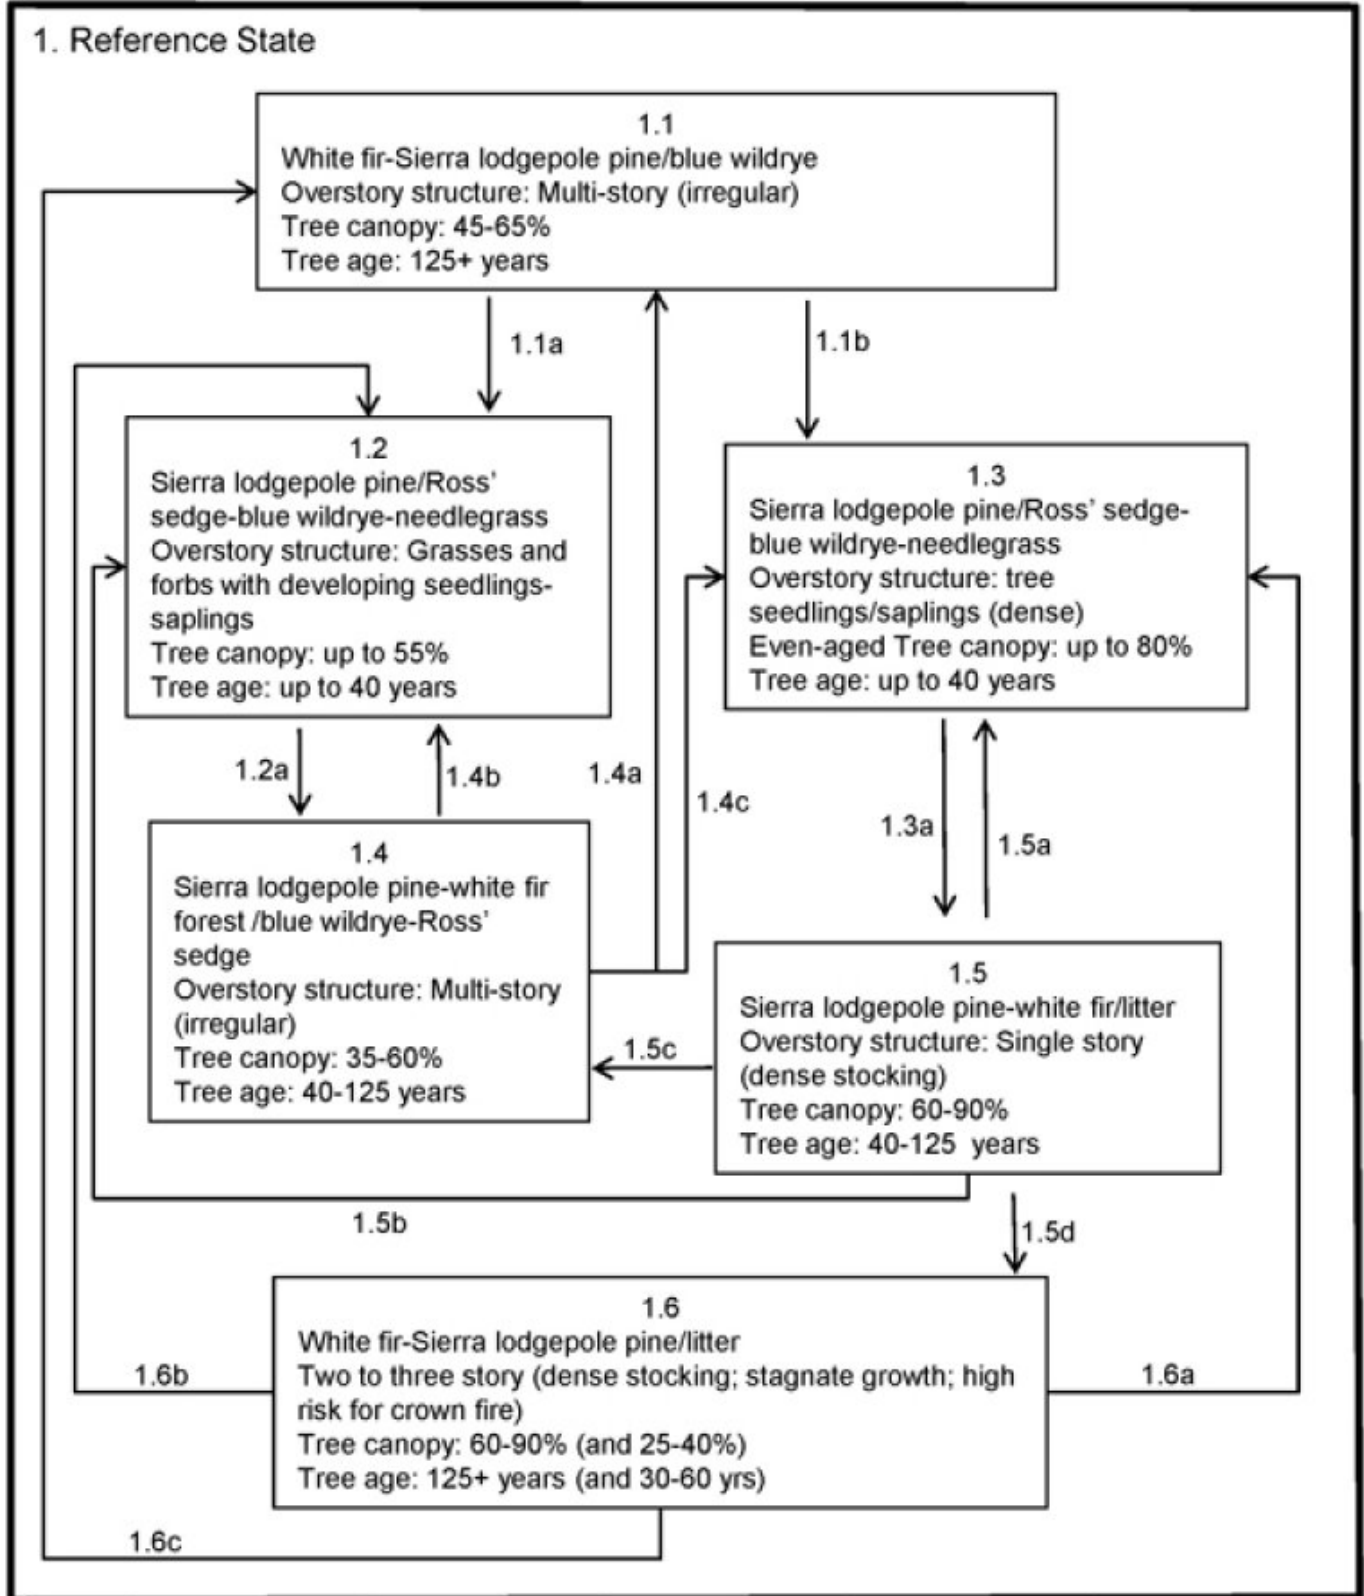 1. Reference State
1.1
White fir-Sierra lodgepole pine/blue wildrye
Overstory structure: Multi-story (irregular)
Tree canopy: 45-65%
Tree age: 125+ years
1.1a
1.1b
1.2
Sierra lodgepole pine/Ross’
sedge-blue wildrye-needlegrass
Overstory structure: Grasses and
forbs with developing seedlings-
saplings
Tree canopy: up to 55%
Tree age: up to 40 years
1.3
Sierra lodgepole pine/Ross’ sedge-
blue wildrye-needlegrass
Overstory structure: tree
seedlings/saplings (dense)
Even-aged Tree canopy: up to 80%
Tree age: up to 40 years
1.2a
1.4b
1.4a
1.4c
1.3a
1.5a
1.4
Sierra lodgepole pine-white fir
forest /blue wildrye-Ross’
sedge
Overstory structure: Multi-story
(irregular)
Tree canopy: 35-60%
Tree age: 40-125 years
1.5c
1.5
Sierra lodgepole pine-white fir/litter
Overstory structure: Single story
(dense stocking)
Tree canopy: 60-90%
Tree age: 40-125  years
1.5b
1.5d
1.6
White fir-Sierra lodgepole pine/litter
Two to three story (dense stocking; stagnate growth; high
risk for crown fire)
Tree canopy: 60-90% (and 25-40%)
Tree age: 125+ years (and 30-60 yrs)
1.6b
1.6a
1.6c